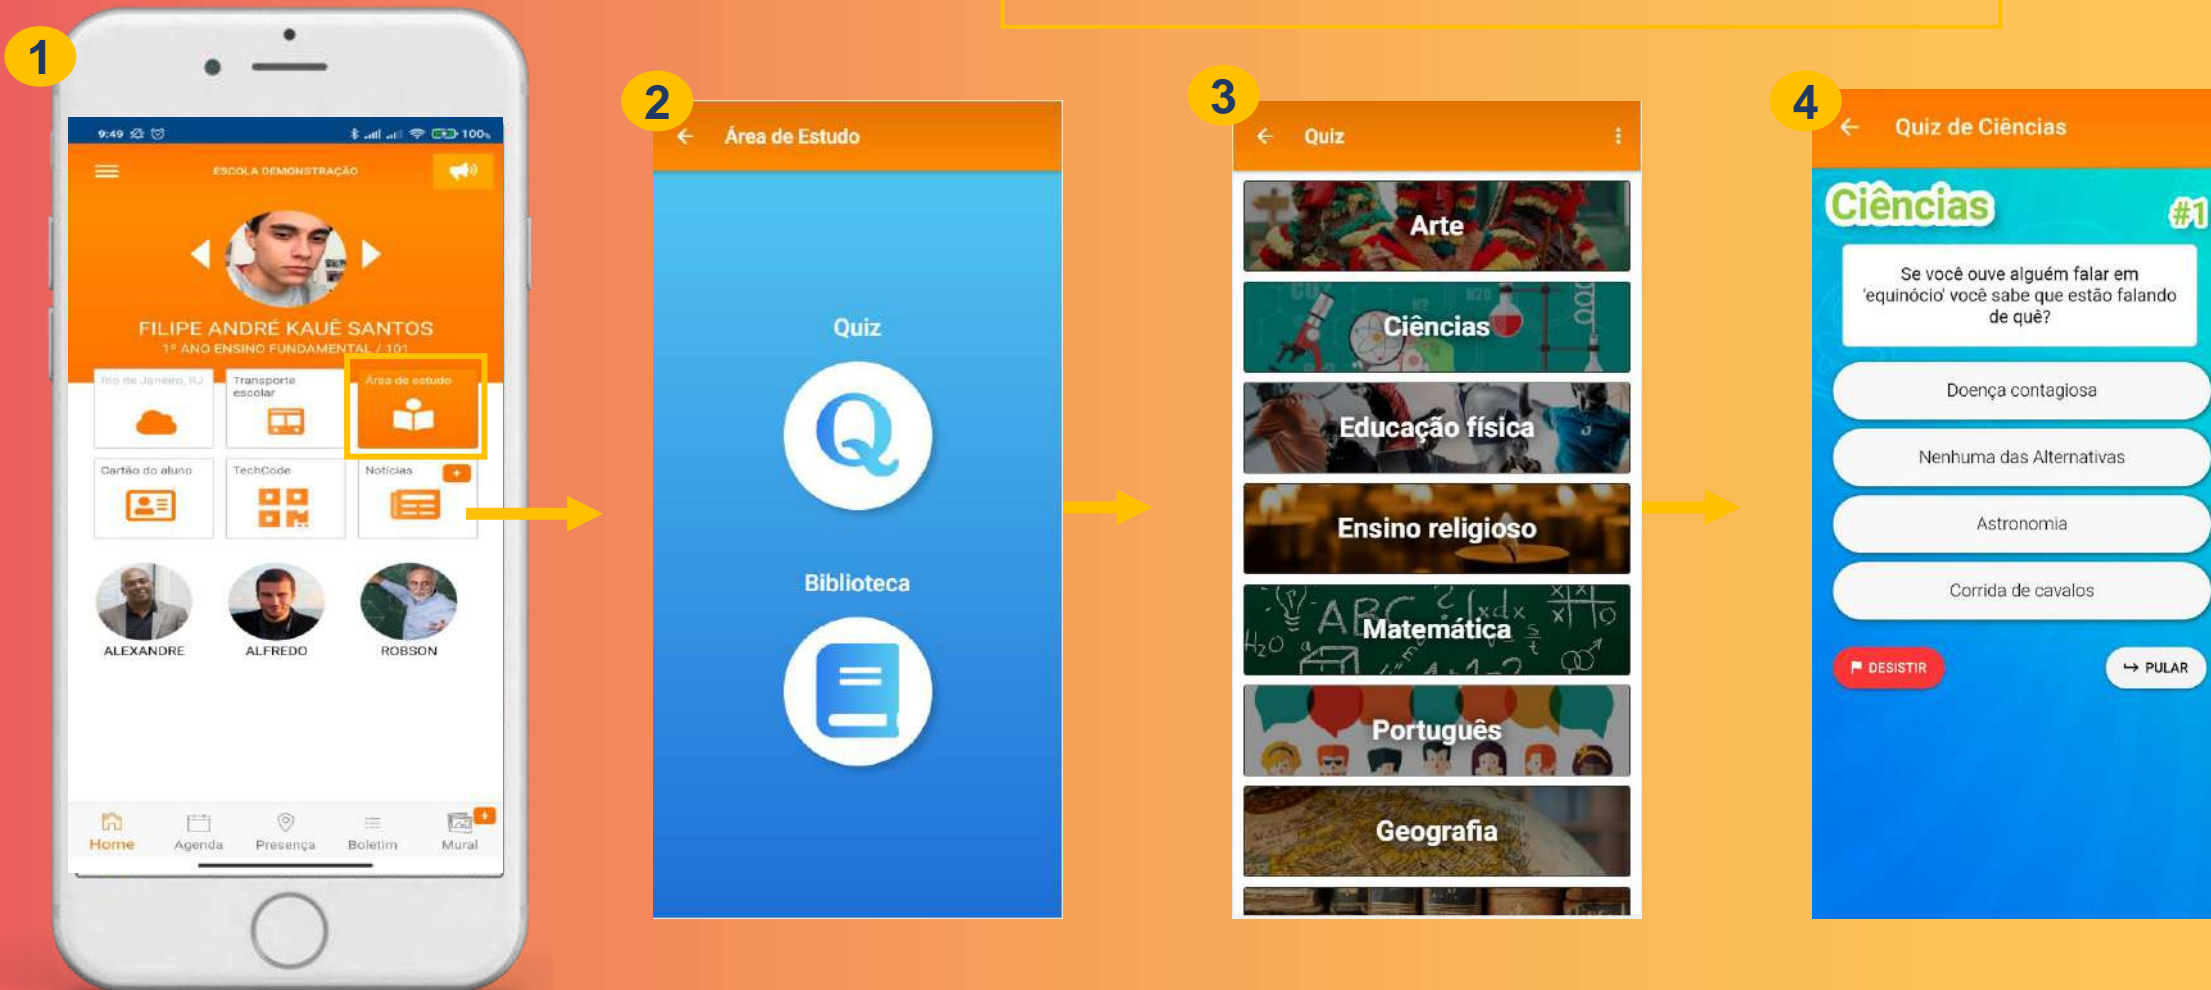 1
9:49
100%
ESCOLA DEMONSTRAÇÃO
FILIPE ANDRÉ KAUÊ SANTOS
1º ANO ENSINO FUNDAMENTAL / 101
Rio de Janeiro, RJ
Transporte
escolar
Área de estudo
Cartão do aluno
TechCode
Notícias
+
ALEXANDRE
ALFREDO
ROBSON
Home
Agenda
Presença
Boletim
Mural
+
2
Área de Estudo
Quiz
Q
Biblioteca
3
Quiz
Arte
Ciências
Educação física
Ensino religioso
Matemática
Português
Geografia
4
Quiz de Ciências
Ciências
#1
Se você ouve alguém falar em
'equinócio' você sabe que estão falando
de quê?
Doença contagiosa
Nenhuma das Alternativas
Astronomia
Corrida de cavalos
DESISTIR
PULAR